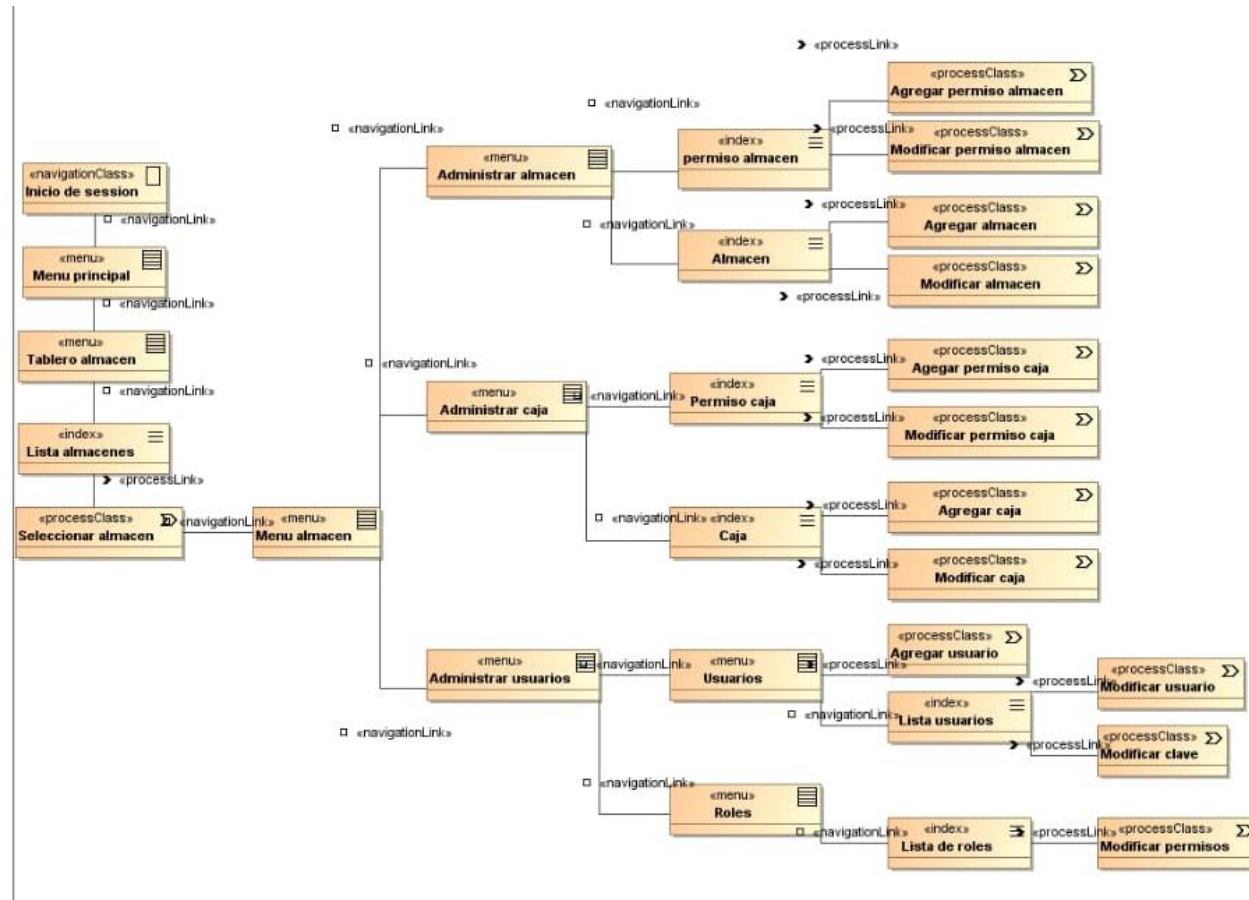 «processLink»
«processClass»
Agregar permiso almacen
«navigationLink»
«navigationLink»
«index»
permiso almacen
«processLink»
«processClass»
Modificar permiso almacen
«menu»
Administrar almacen
«navigationClass»
Inicio de session
«navigationLink»
«processLink»
«processClass»
Agregar almacen
«navigationLink»
«index»
Almacen
«processClass»
Modificar almacen
«processLink»
«menu»
Menu principal
«navigationLink»
«menu»
Tablero almacen
«navigationLink»
«navigationLink»
«processLink»
«processClass»
Agegar permiso caja
«menu»
Administrar caja
«navigationLink»
«index»
Permiso caja
«processLink»
«processClass»
Modificar permiso caja
«index»
Lista almacenes
«processLink»
«processClass»
Seleccionar almacen
«navigationLink»
«menu»
Menu almacen
«navigationLink»
«index»
Caja
«processLink»
«processClass»
Agregar caja
«processLink»
«processClass»
Modificar caja
«menu»
Administrar usuarios
«navigationLink»
«menu»
Usuarios
«processLink»
«processClass»
Agregar usuario
«navigationLink»
«index»
Lista usuarios
«processLink»
«processClass»
Modificar usuario
«processLink»
«processClass»
Modificar clave
«navigationLink»
«navigationLink»
«menu»
Roles
«navigationLink»
«index»
Lista de roles
«processLink»
«processClass»
Modificar permisos